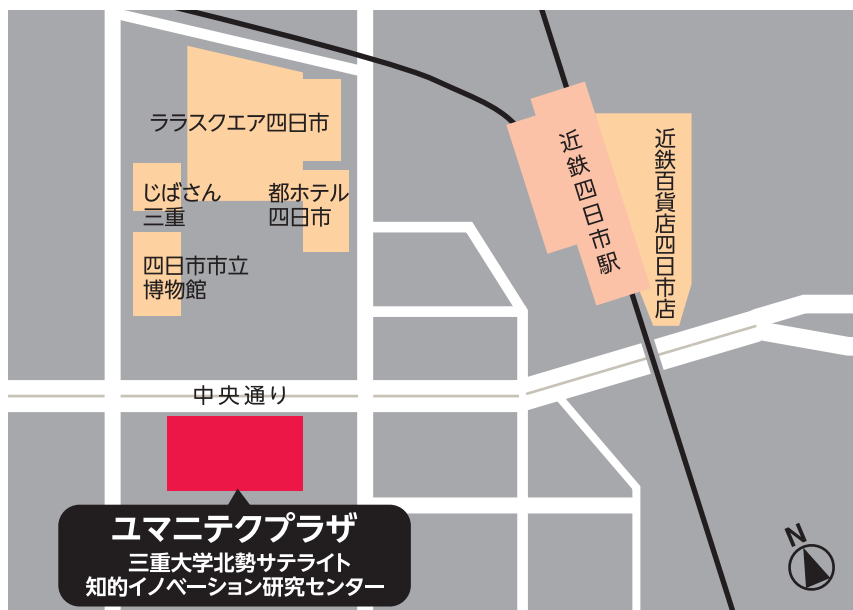 ララスクエア四日市
じばさん
三重
都ホテル
四日市
四日市市立
博物館
近鉄四日市駅
近鉄百貨店四日市店
中央通り
ユマニテクプラザ
三重大学北勢サテライト
知的イノベーション研究センター
N